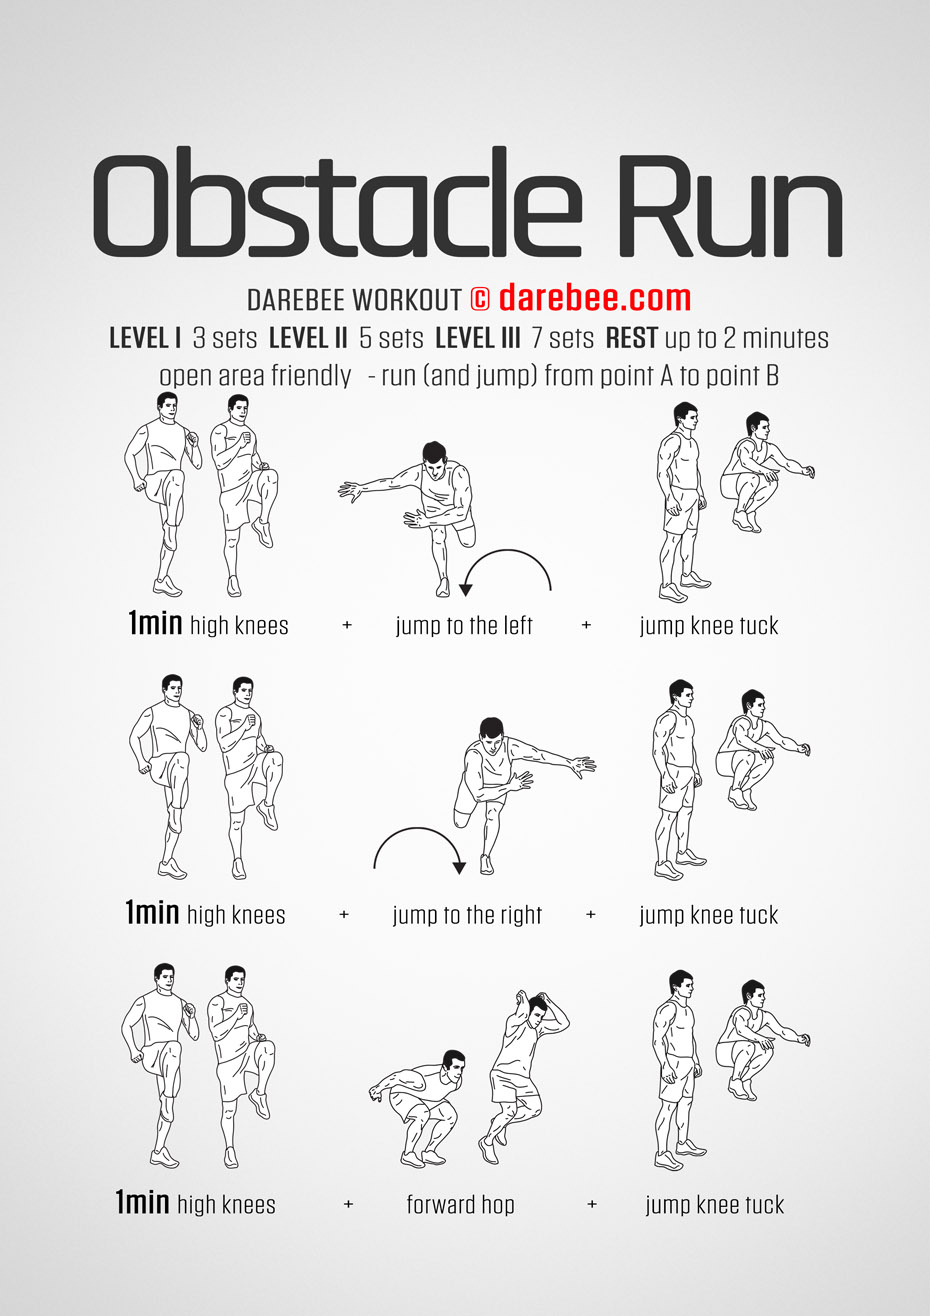 Obstacle Run
DAREBEE WORKOUT © darebee.com
LEVEL I 3 sets LEVEL II 5 sets LEVEL III 7 sets REST up to 2 minutes
open area friendly - run (and jump) from point A to point B
1min high knees + jump to the left + jump knee tuck
1min high knees + jump to the right + jump knee tuck
1min high knees + forward hop + jump knee tuck